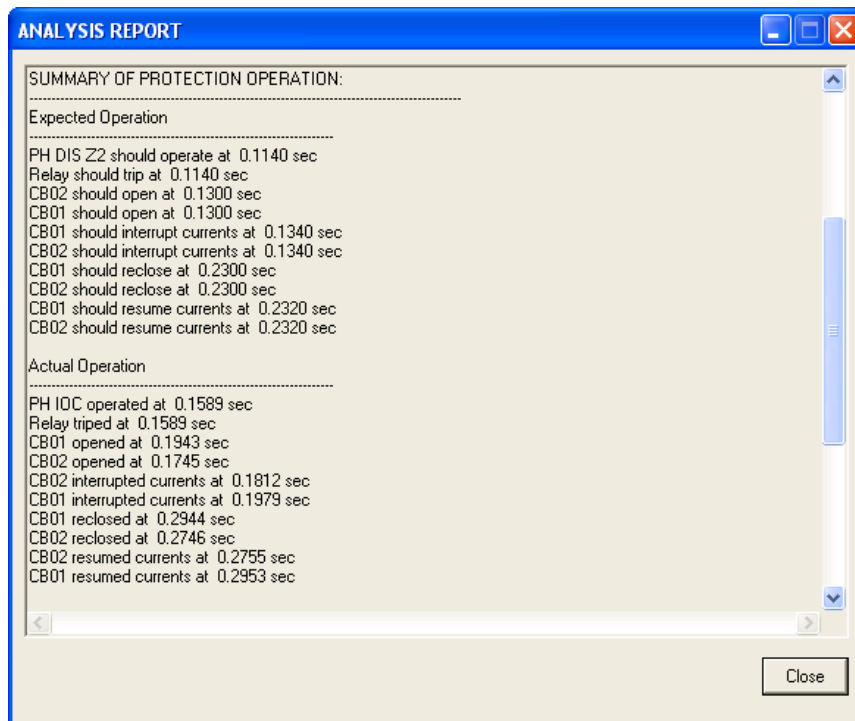 ANALYSIS REPORT
SUMMARY OF PROTECTION OPERATION:
Expected Operation
PH DIS Z2 should operate at 0.1140 sec
Relay should trip at 0.1140 sec
CB02 should open at 0.1300 sec
CB01 should open at 0.1300 sec
CB01 should interrupt currents at 0.1340 sec
CB02 should interrupt currents at 0.1340 sec
CB01 should reclose at 0.2300 sec
CB02 should reclose at 0.2300 sec
CB01 should resume currents at 0.2320 sec
CB02 should resume currents at 0.2320 sec
Actual Operation
PH IOC operated at 0.1589 sec
Relay triped at 0.1589 sec
CB01 opened at 0.1943 sec
CB02 opened at 0.1745 sec
CB02 interrupted currents at 0.1812 sec
CB01 interrupted currents at 0.1979 sec
CB01 reclosed at 0.2944 sec
CB02 reclosed at 0.2746 sec
CB02 resumed currents at 0.2755 sec
CB01 resumed currents at 0.2953 sec
Close